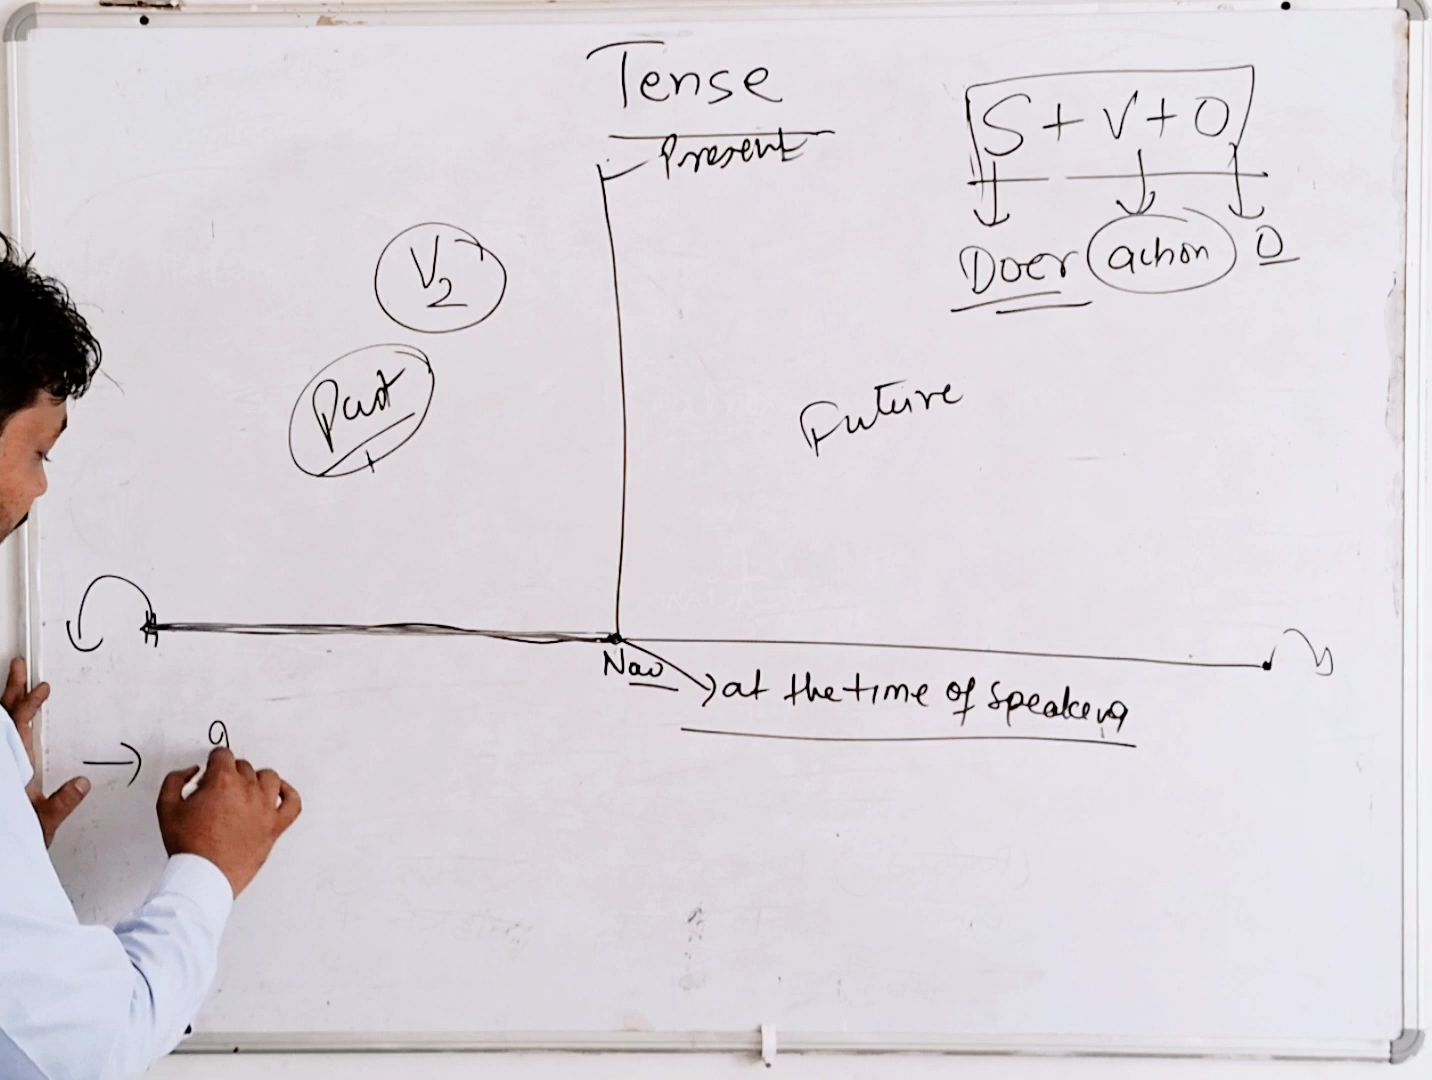 Tense
Present
S + V + O
Doer action O
V2
Past
Future
Now
at the time of speaking